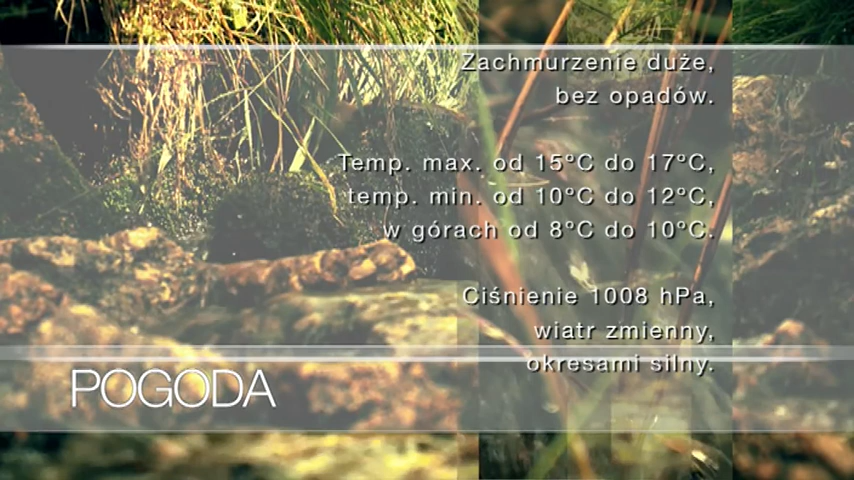 Zachmurzenie duże,
bez opadów.
Temp. max. od 15°C do 17°C,
temp. min. od 10°C do 12°C,
w górach od 8°C do 10°C.
Ciśnienie 1008 hPa,
wiatr zmienny,
okresami silny.
POGODA